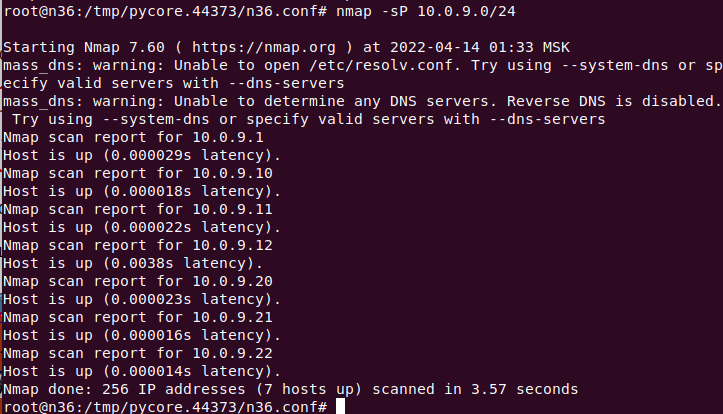 root@n36:/tmp/pycore.44373/n36.conf# nmap -sP 10.0.9.0/24
Starting Nmap 7.60 ( https://nmap.org ) at 2022-04-14 01:33 MSK
mass_dns: warning: Unable to open /etc/resolv.conf. Try using --system-dns or sp
ecify valid servers with --dns-servers
mass_dns: warning: Unable to determine any DNS servers. Reverse DNS is disabled.
 Try using --system-dns or specify valid servers with --dns-servers
Nmap scan report for 10.0.9.1
Host is up (0.000029s latency).
Nmap scan report for 10.0.9.10
Host is up (0.000018s latency).
Nmap scan report for 10.0.9.11
Host is up (0.000022s latency).
Nmap scan report for 10.0.9.12
Host is up (0.0038s latency).
Nmap scan report for 10.0.9.20
Host is up (0.000023s latency).
Nmap scan report for 10.0.9.21
Host is up (0.000016s latency).
Nmap scan report for 10.0.9.22
Host is up (0.000014s latency).
Nmap done: 256 IP addresses (7 hosts up) scanned in 3.57 seconds
root@n36:/tmp/pycore.44373/n36.conf#